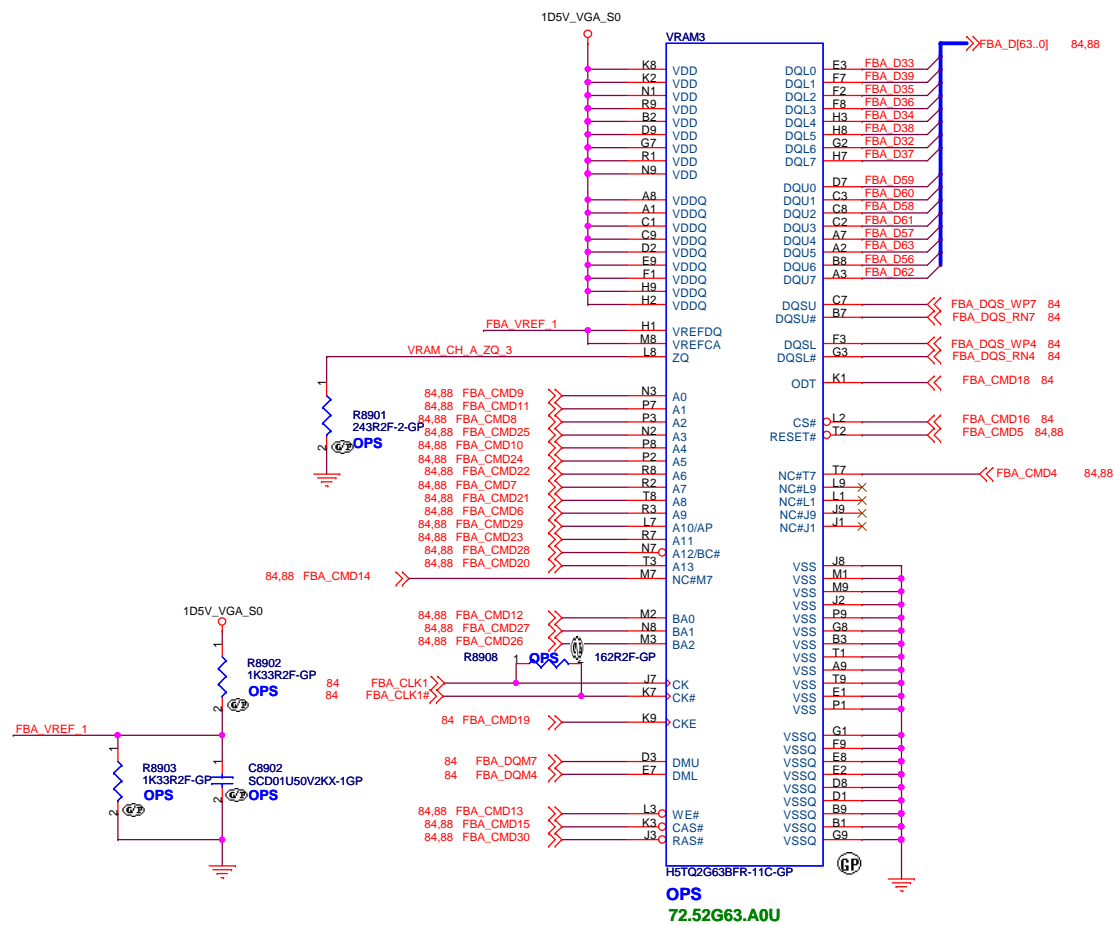 1D5V_VGA_S0
VRAM3
FBA_D[63..0] 84,88
K8 VDD
K2 VDD
N1 VDD
R9 VDD
B2 VDD
D9 VDD
G7 VDD
R1 VDD
N9 VDD
A8 VDDQ
A1 VDDQ
C1 VDDQ
C9 VDDQ
D2 VDDQ
E9 VDDQ
F1 VDDQ
H9 VDDQ
H2 VDDQ
FBA_VREF_1 H1 VREFDQ
M8 VREFCA
VRAM_CH_A_ZQ_3 L8 ZQ
DQL0 E3 FBA_D33
DQL1 F7 FBA_D39
DQL2 F2 FBA_D35
DQL3 F8 FBA_D36
DQL4 H3 FBA_D34
DQL5 H8 FBA_D38
DQL6 G2 FBA_D32
DQL7 H7 FBA_D37
DQU0 D7 FBA_D59
DQU1 C3 FBA_D60
DQU2 C8 FBA_D58
DQU3 C2 FBA_D61
DQU4 A7 FBA_D57
DQU5 A2 FBA_D63
DQU6 B8 FBA_D56
DQU7 A3 FBA_D62
DQSU C7 FBA_DQS_WP7 84
DQSU# B7 FBA_DQS_RN7 84
DQSL F3 FBA_DQS_WP4 84
DQSL# G3 FBA_DQS_RN4 84
ODT K1 FBA_CMD18 84
CS# L2 FBA_CMD16 84
RESET# T2 FBA_CMD5 84,88
NC#T7 T7 FBA_CMD4 84,88
NC#L9 L9
NC#L1 L1
NC#J9 J9
NC#J1 J1
1
R8901
243R2F-2-GP
2 G/P OPS
84,88 FBA_CMD9 N3 A0
84,88 FBA_CMD11 P7 A1
84,88 FBA_CMD8 P3 A2
84,88 FBA_CMD25 N2 A3
84,88 FBA_CMD10 P8 A4
84,88 FBA_CMD24 P2 A5
84,88 FBA_CMD22 R8 A6
84,88 FBA_CMD7 R2 A7
84,88 FBA_CMD21 T8 A8
84,88 FBA_CMD6 R3 A9
84,88 FBA_CMD29 L7 A10/AP
84,88 FBA_CMD23 R7 A11
84,88 FBA_CMD28 N7 A12/BC#
84,88 FBA_CMD20 T3 A13
84,88 FBA_CMD14 M7 NC#M7
84,88 FBA_CMD12 M2 BA0
84,88 FBA_CMD27 N8 BA1
84,88 FBA_CMD26 M3 BA2
R8908 1 OPS 162R2F-GP
84 FBA_CLK1 J7 CK
84 FBA_CLK1# K7 CK#
84 FBA_CMD19 K9 CKE
84 FBA_DQM7 D3 DMU
84 FBA_DQM4 E7 DML
84,88 FBA_CMD13 L3 WE#
84,88 FBA_CMD15 K3 CAS#
84,88 FBA_CMD30 J3 RAS#
VSS J8
VSS M1
VSS M9
VSS J2
VSS P9
VSS G8
VSS B3
VSS T1
VSS A9
VSS T9
VSS E1
VSS P1
VSSQ G1
VSSQ F9
VSSQ E8
VSSQ E2
VSSQ D8
VSSQ D1
VSSQ B9
VSSQ B1
VSSQ G9
GP
1D5V_VGA_S0
1
R8902
1K33R2F-GP
OPS
2 G/P
FBA_VREF_1
1
R8903
1K33R2F-GP
OPS
2 G/P
1
C8902
SCD01U50V2KX-1GP
2 G/P OPS
H5TQ2G63BFR-11C-GP
OPS
72.52G63.A0U